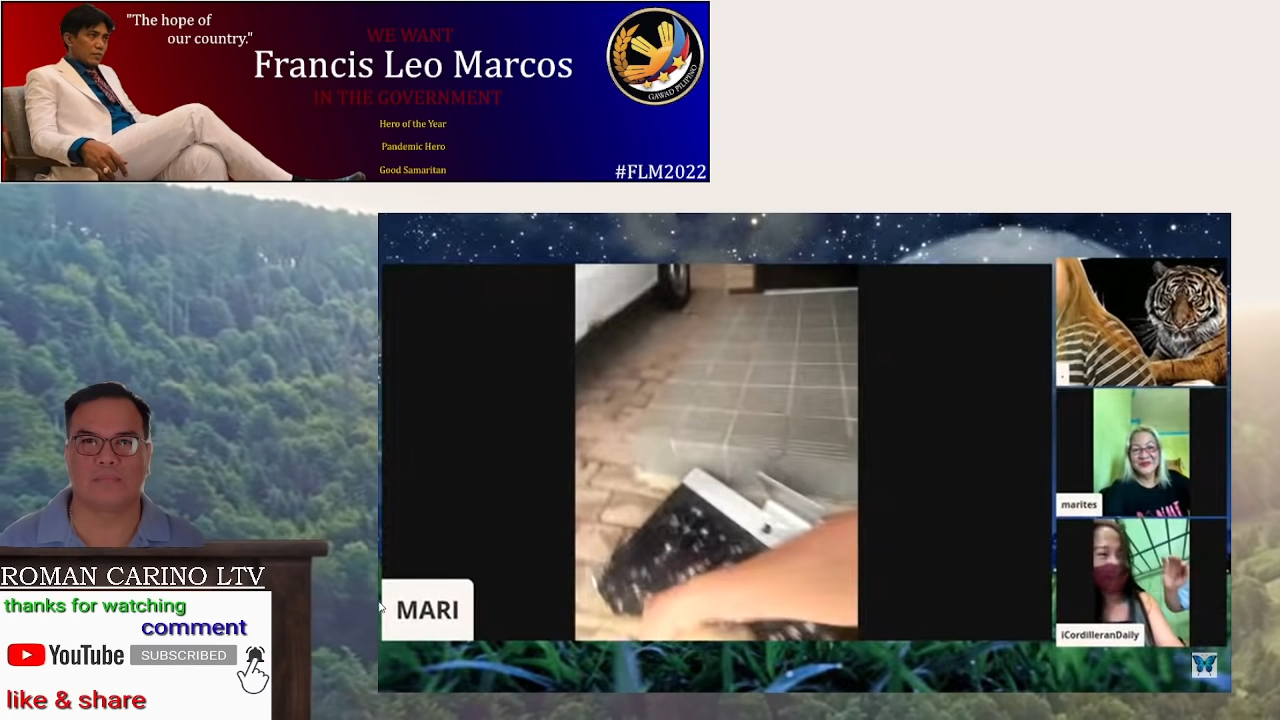 "The hope of
our country."
WE WANT
Francis Leo Marcos
IN THE GOVERNMENT
Hero of the Year
Pandemic Hero
Good Samaritan
GAWAD PILIPINO
#FLM2022
MARI
marites
iCordilleranDaily
ROMAN CARINO LTV
thanks for watching
comment
YouTube SUBSCRIBED
like & share